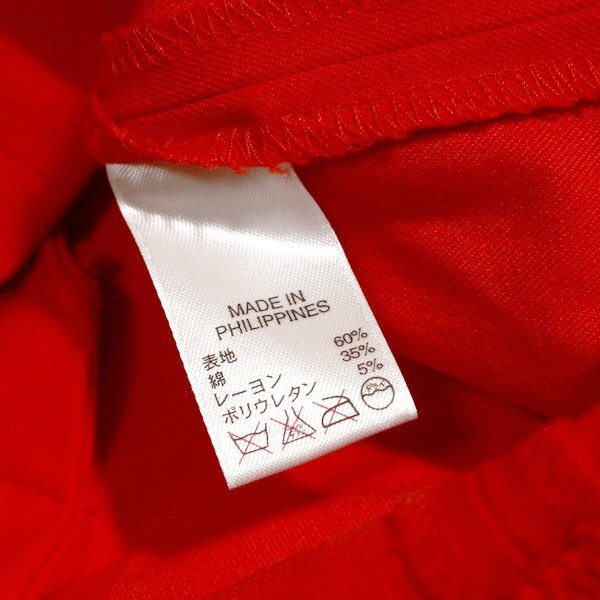 MADE IN
PHILIPPINES
表地
綿 60%
レーヨン 35%
ポリウレタン 5%